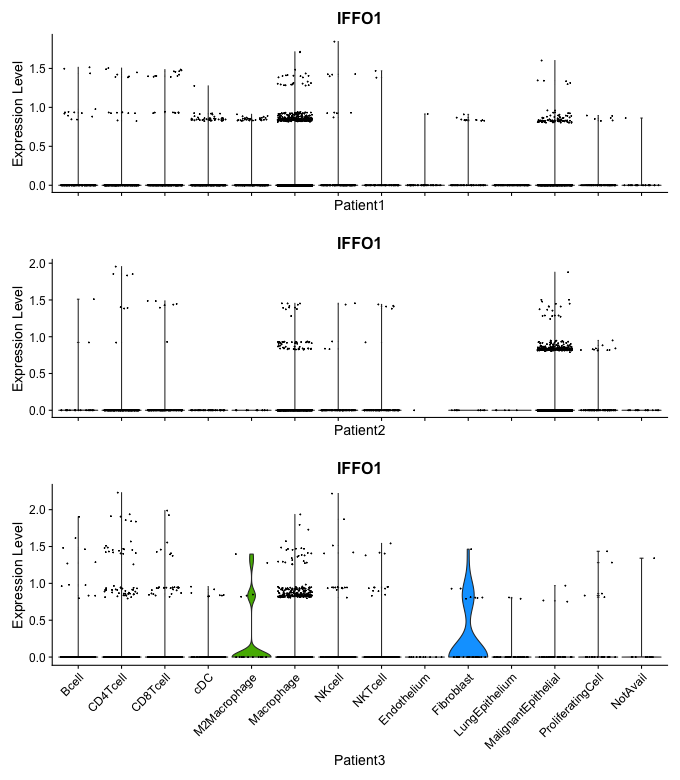 IFFO1
Expression Level
1.5
1.0
0.5
0.0
Patient1
IFFO1
Expression Level
2.0
1.5
1.0
0.5
0.0
Patient2
IFFO1
Expression Level
2.0
1.5
1.0
0.5
0.0
Bcell
CD4Tcell
CD8Tcell
cDC
M2Macrophage
Macrophage
NKcell
NKTcell
Endothelium
Fibroblast
LungEpithelium
MalignantEpithelial
ProliferatingCell
NotAvail
Patient3